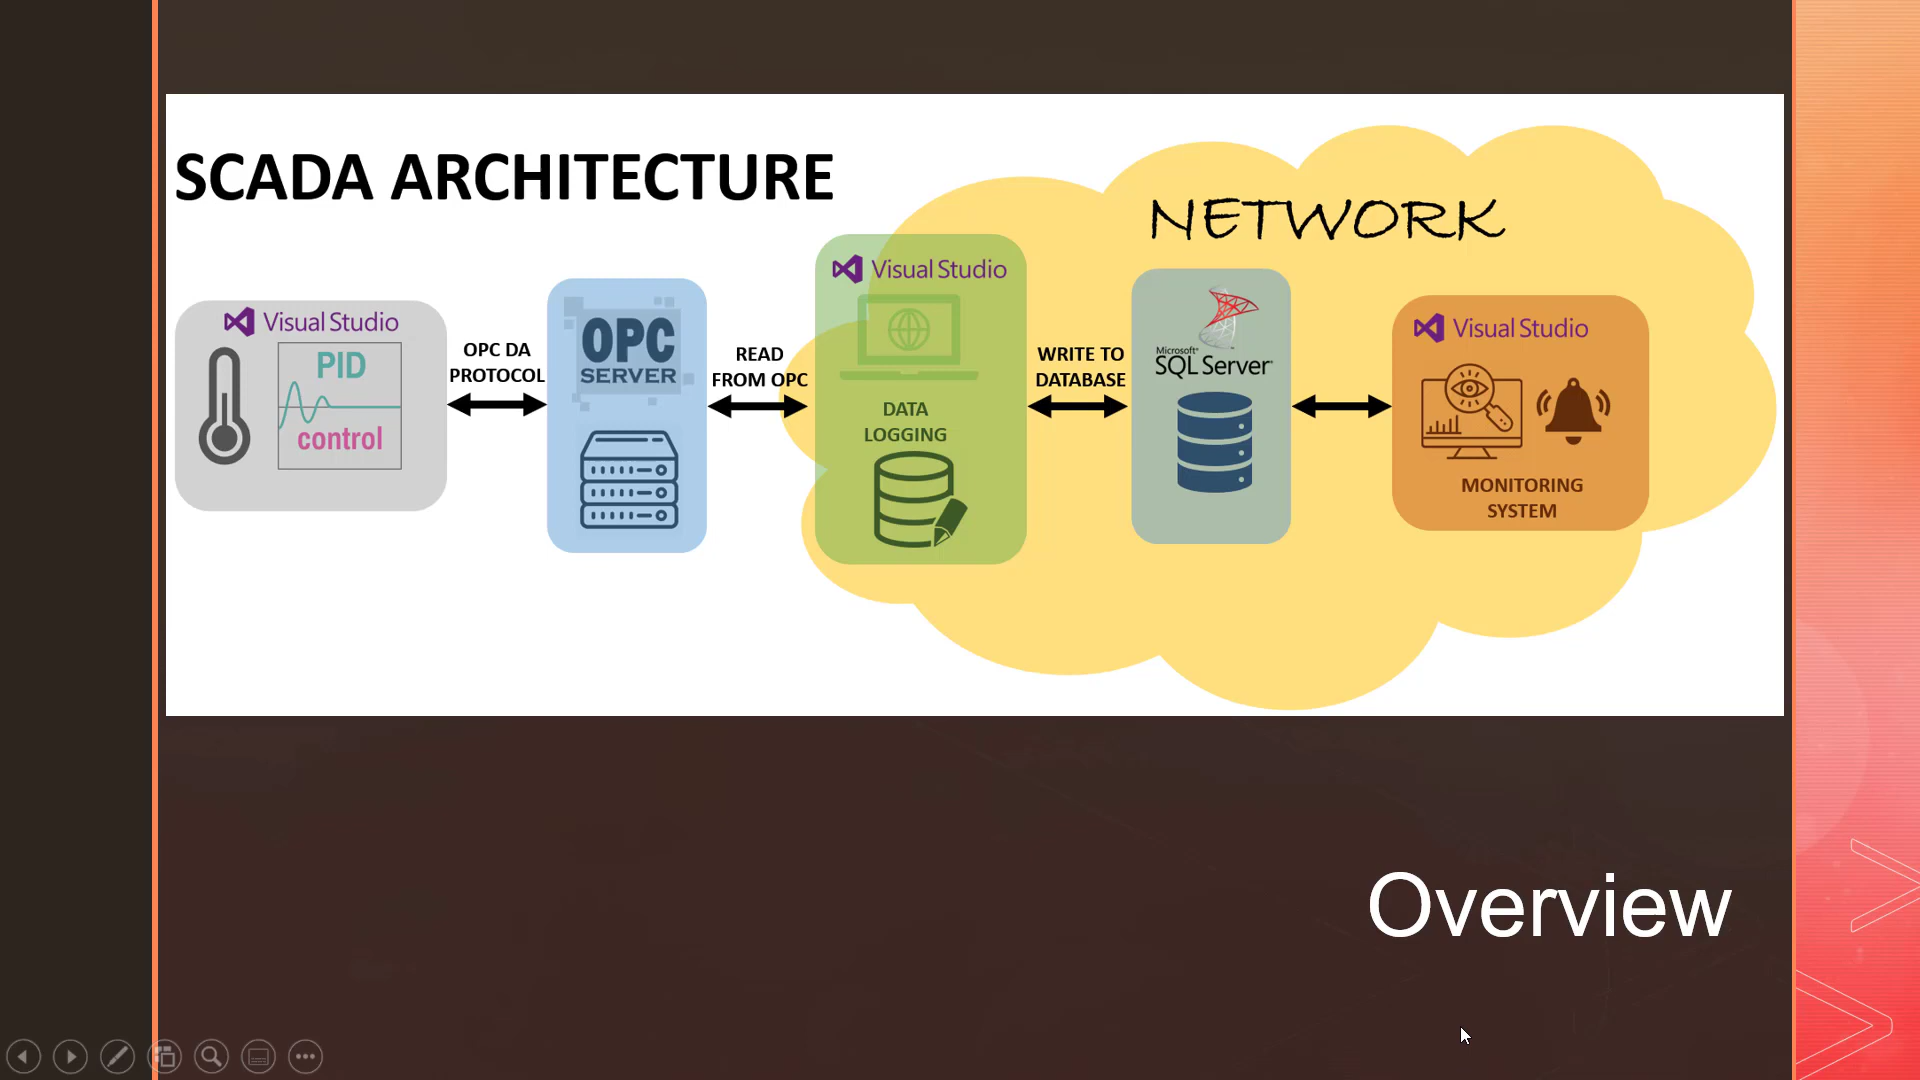 SCADA ARCHITECTURE
NETWORK
Visual Studio
PID
control
OPC DA
PROTOCOL
OPC
SERVER
READ
FROM OPC
Visual Studio
DATA
LOGGING
WRITE TO
DATABASE
Microsoft®
SQL Server®
Visual Studio
MONITORING
SYSTEM
Overview